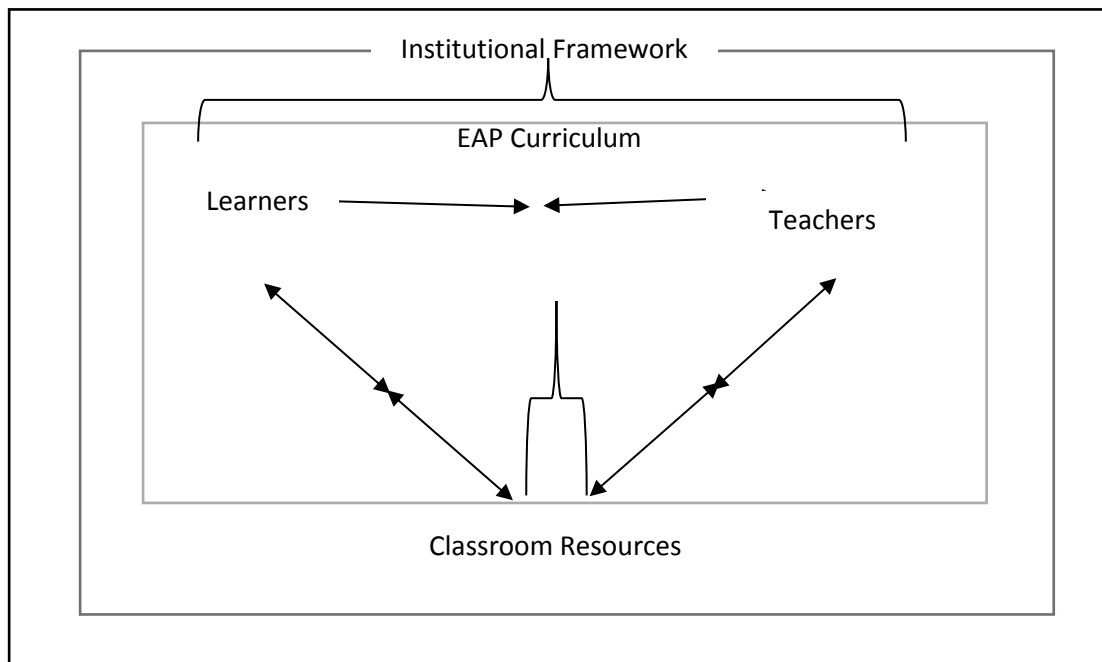 Institutional Framework
EAP Curriculum
Learners
Teachers
Classroom Resources